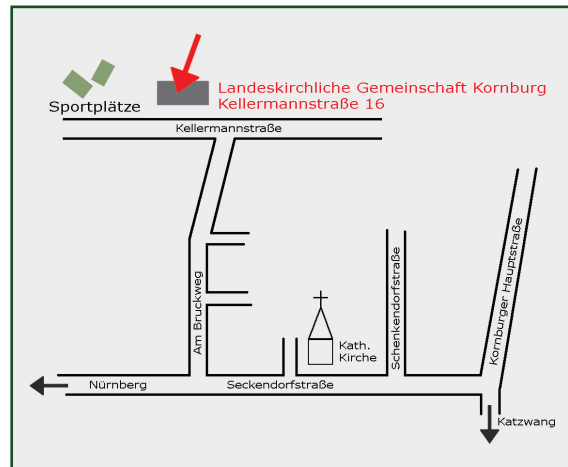 Landeskirchliche Gemeinschaft Kornburg
Kellermannstraße 16
Sportplätze
Kellermannstraße
Am Bruckweg
Kath.
Kirche
Schenkendorfstraße
Kornburger Hauptstraße
Nürnberg
Seckendorfstraße
Katzwang